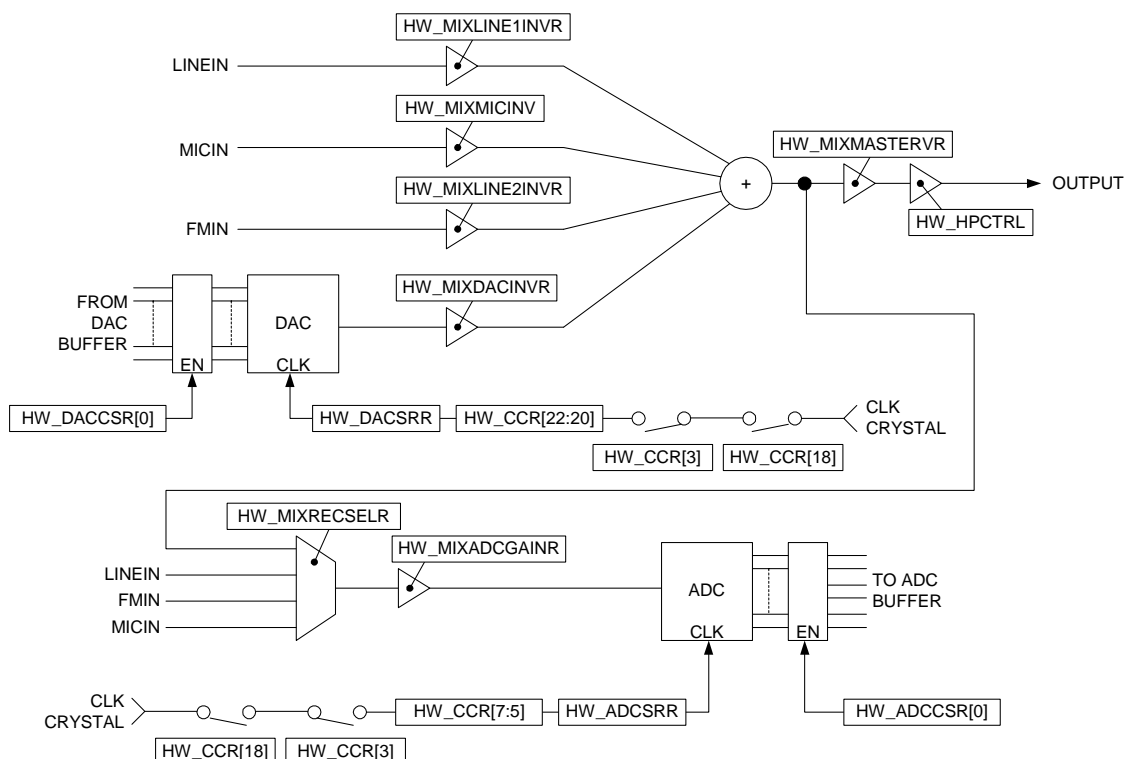 HW_MIXLINE1INVR
LINEIN
HW_MIXMICINV
MICIN
HW_MIXMASTERVR
+
OUTPUT
HW_MIXLINE2INVR
HW_HPCTRL
FMIN
HW_MIXDACINVR
FROM
DAC
BUFFER
DAC
EN
CLK
HW_DACCSR[0]
HW_DACSRR
HW_CCR[22:20]
CLK
CRYSTAL
HW_CCR[3]
HW_CCR[18]
HW_MIXRECSELR
HW_MIXADCGAINR
LINEIN
FMIN
MICIN
ADC
CLK
EN
TO ADC
BUFFER
CLK
CRYSTAL
HW_CCR[7:5]
HW_ADCSRR
HW_ADCCSR[0]
HW_CCR[18]
HW_CCR[3]